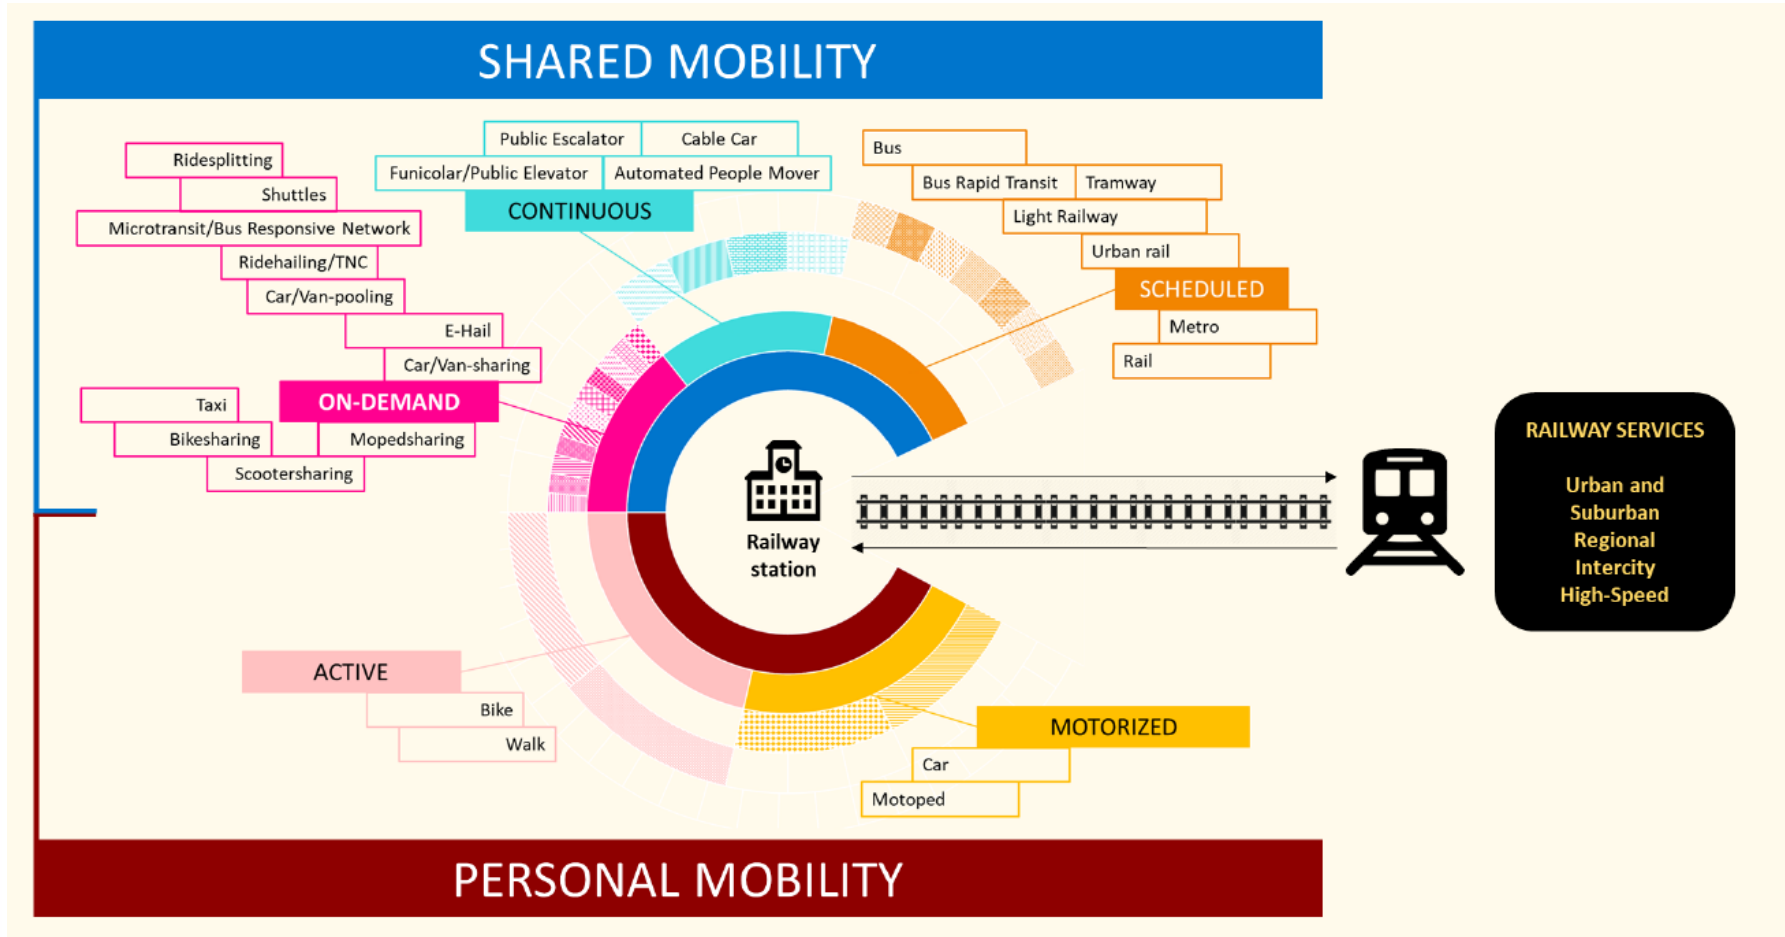 SHARED MOBILITY
Public Escalator
Cable Car
Funicolar/Public Elevator
Automated People Mover
CONTINUOUS
Ridesplitting
Shuttles
Microtransit/Bus Responsive Network
Ridehailing/TNC
Car/Van-pooling
E-Hail
Car/Van-sharing
ON-DEMAND
Taxi
Bikesharing
Mopedsharing
Scootersharing
Bus
Bus Rapid Transit
Tramway
Light Railway
Urban rail
SCHEDULED
Metro
Rail
Railway
station
RAILWAY SERVICES
Urban and
Suburban
Regional
Intercity
High-Speed
ACTIVE
Bike
Walk
MOTORIZED
Car
Motoped
PERSONAL MOBILITY